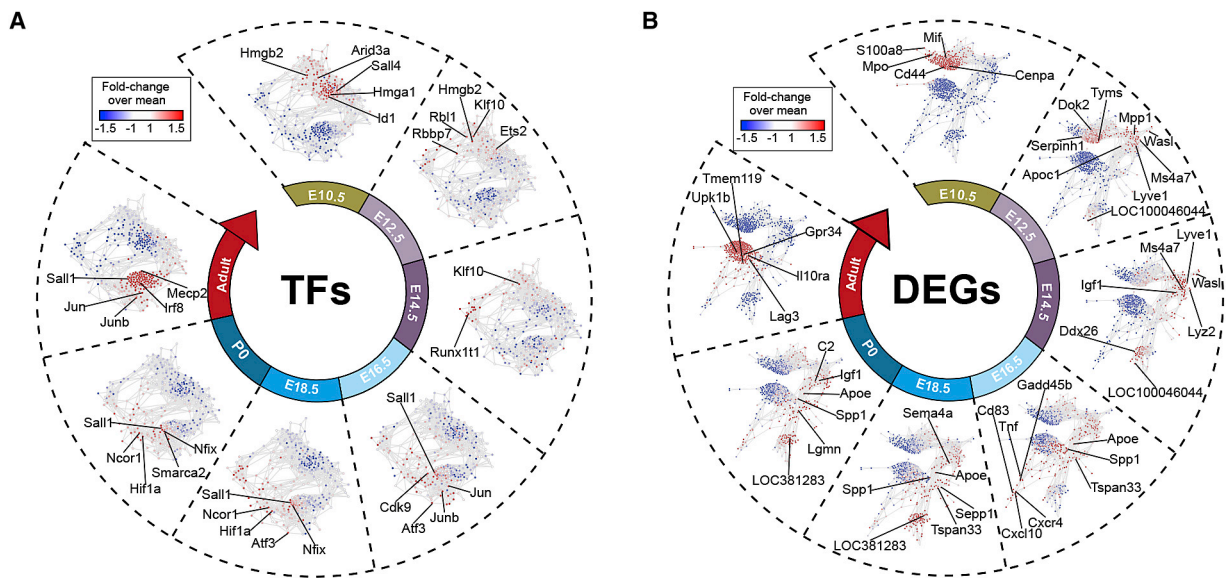 A
Fold-change
over mean
-1.5 -1 1 1.5
Hmgb2
Arid3a
Sall4
Hmga1
Id1
Hmgb2
Klf10
Rbl1
Rbbp7
Ets2
Klf10
Runx1t1
Sall1
Cdk9
Atf3
Junb
Jun
Sall1
Ncor1
Hif1a
Atf3
Nfix
Sall1
Ncor1
Hif1a
Nfix
Smarca2
Sall1
Jun
Junb
Mecp2
Irf8
E10.5
E12.5
E14.5
E16.5
E18.5
P0
Adult
TFs
B
Fold-change
over mean
-1.5 -1 1 1.5
Mif
S100a8
Mpo
Cd44
Cenpa
Tyms
Dok2
Mpp1
Serpinh1
Wasl
Apoc1
Ms4a7
Lyve1
LOC100046044
Lyve1
Ms4a7
Igf1
Wasl
Lyz2
Ddx26
LOC100046044
Gadd45b
Cd83
Tnf
Apoe
Spp1
Tspan33
Cxcr4
Cxcl10
Sema4a
Apoe
Spp1
Sepp1
Tspan33
LOC381283
C2
Igf1
Apoe
Spp1
Lgmn
LOC381283
Tmem119
Upk1b
Gpr34
Il10ra
Lag3
E10.5
E12.5
E14.5
E16.5
E18.5
P0
Adult
DEGs